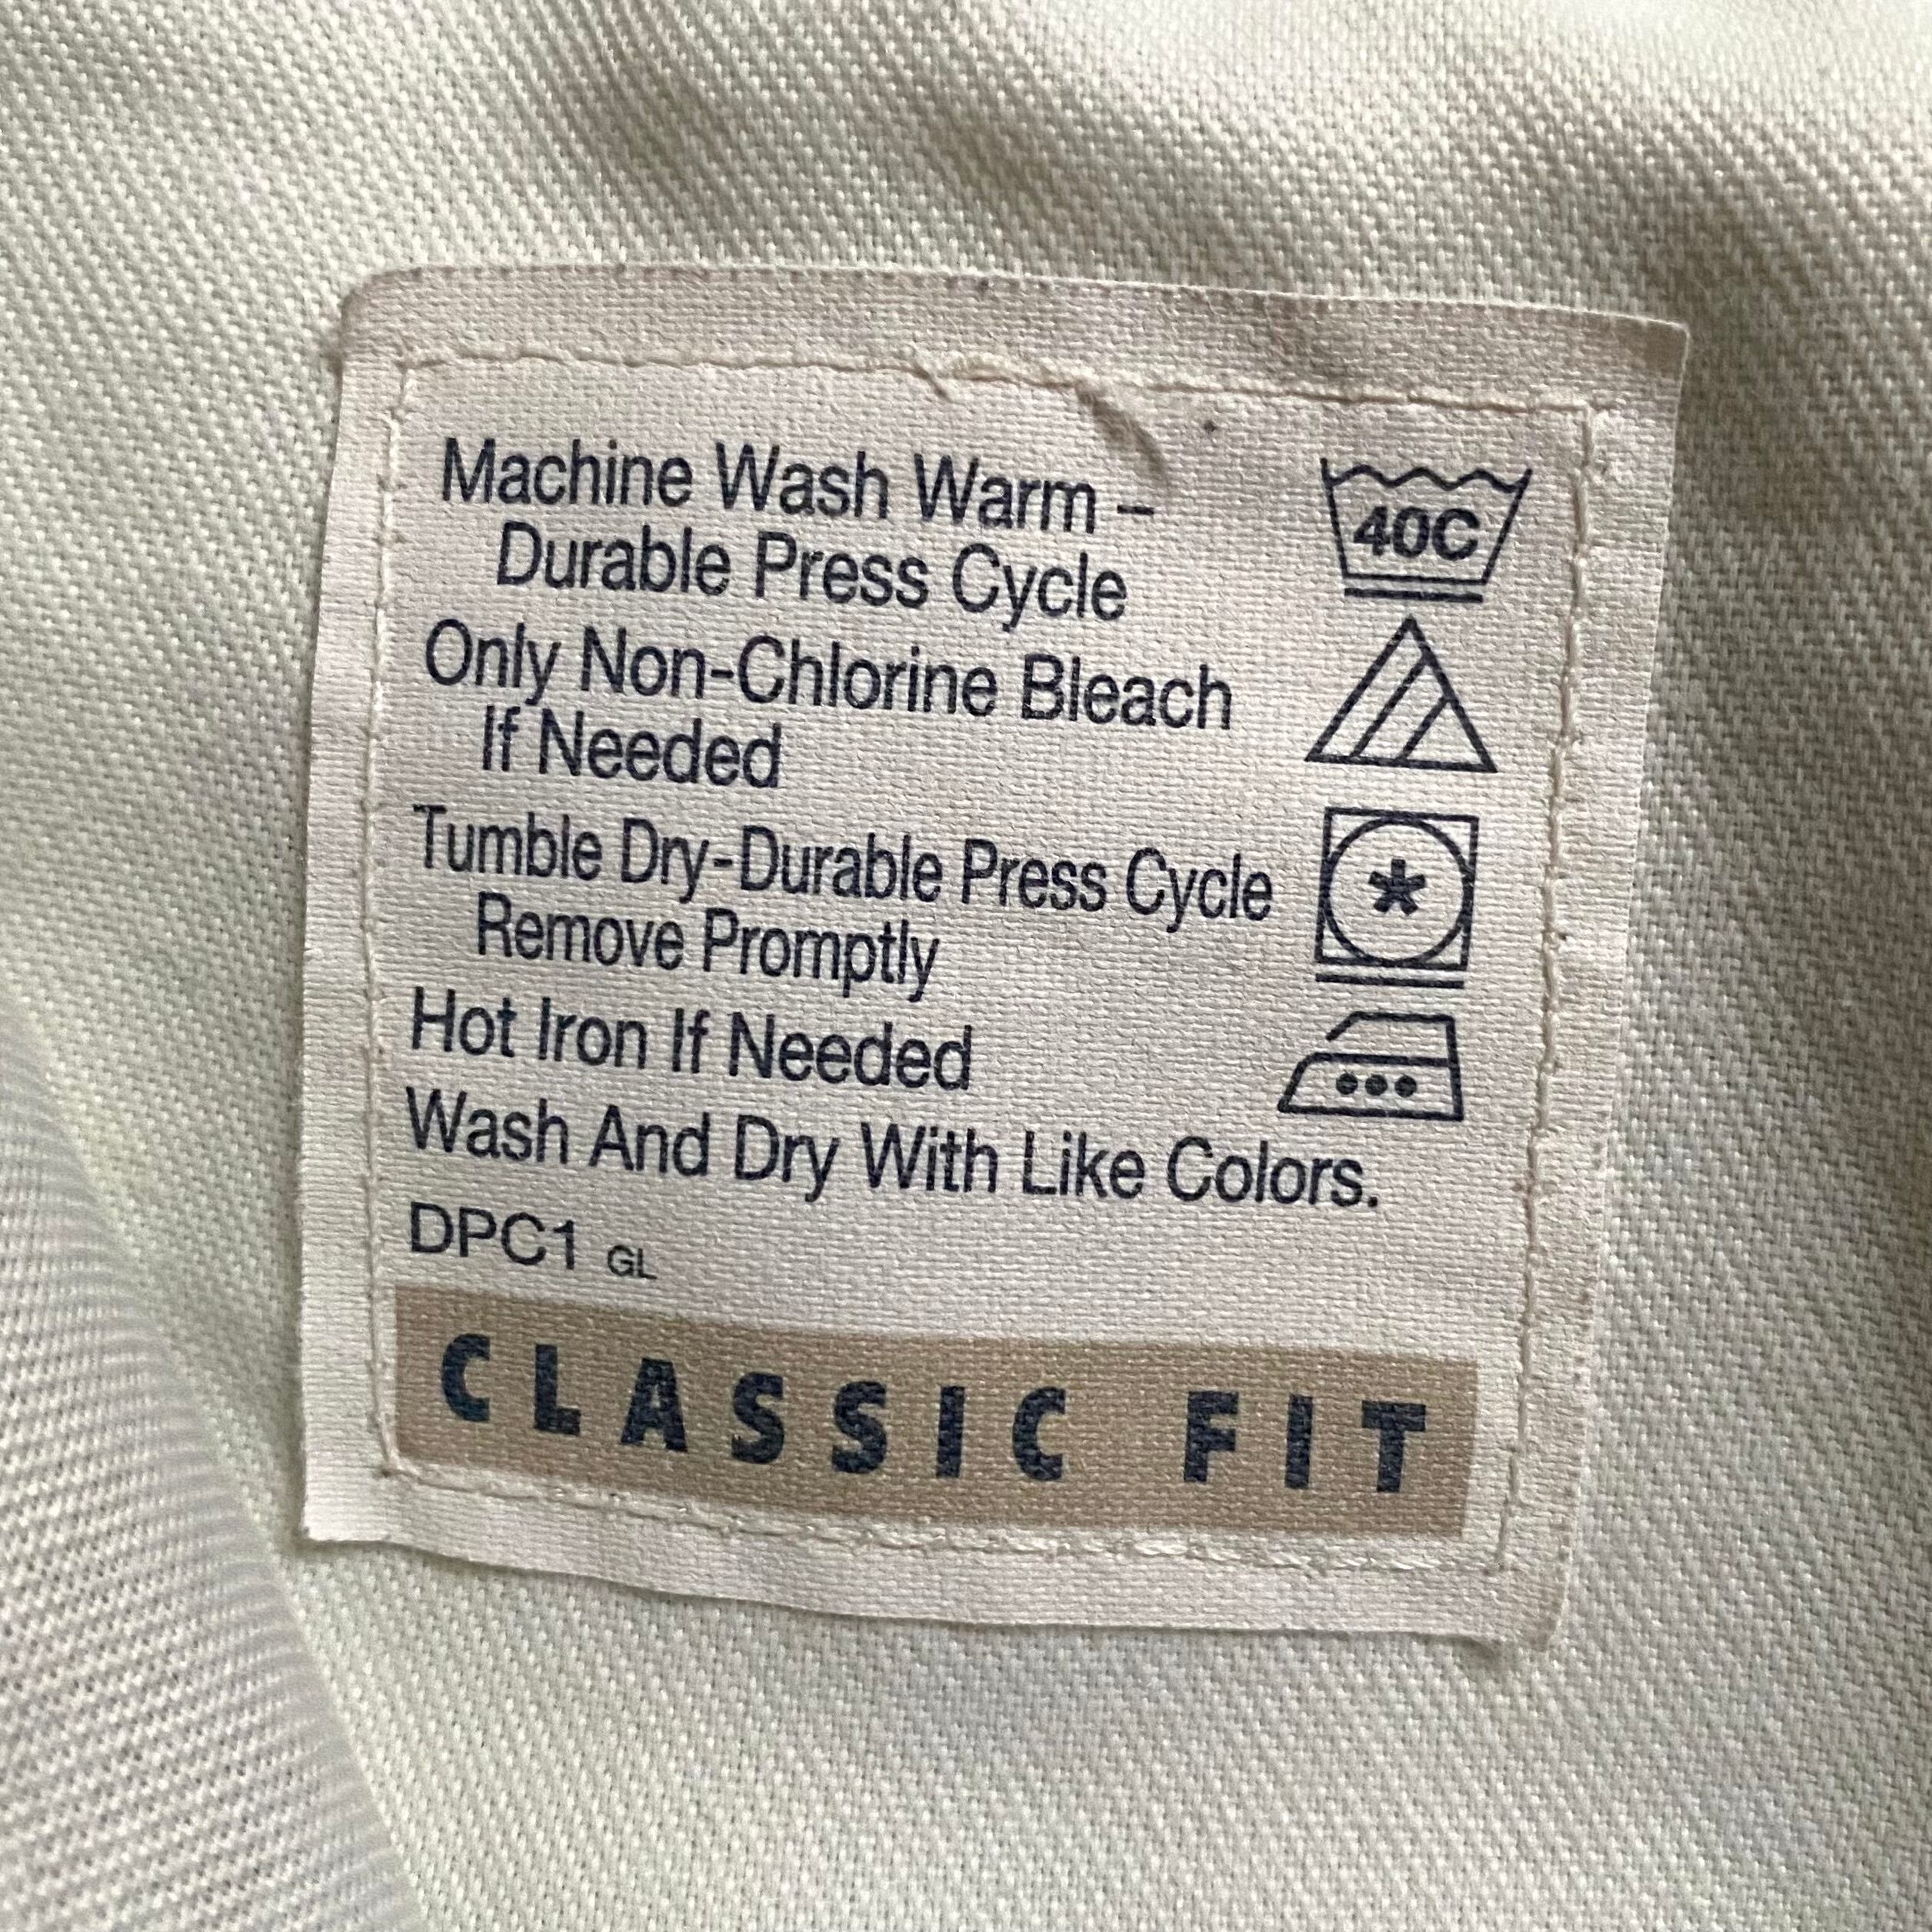 Machine Wash Warm –
Durable Press Cycle
40C
Only Non-Chlorine Bleach
If Needed
Tumble Dry-Durable Press Cycle
Remove Promptly
Hot Iron If Needed
Wash And Dry With Like Colors.
DPC1 GL
CLASSIC FIT